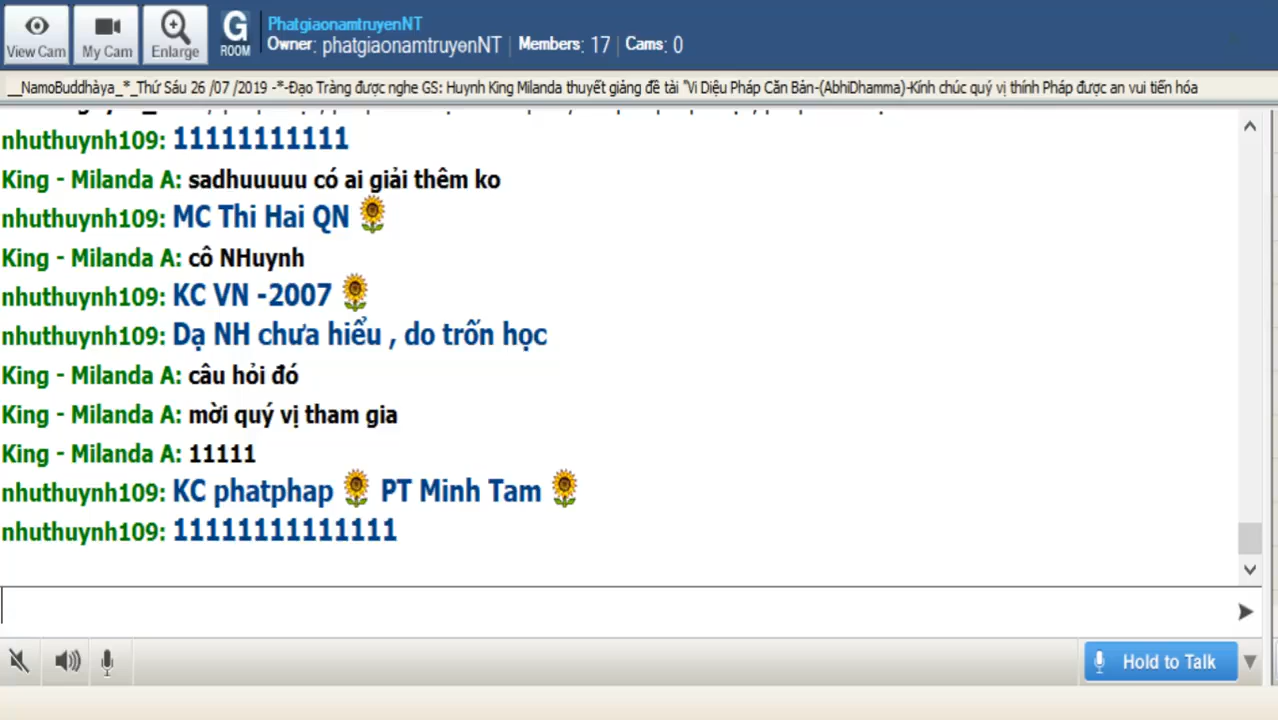 View Cam
My Cam
Enlarge
G
ROOM
PhatgiaonamtruyenNT
Owner: phatgiaonamtruyenNT | Members: 17 | Cams: 0
__NamoBuddhàya_*_Thứ Sáu 26 /07 /2019 -*-Đạo Tràng được nghe GS: Huynh King Milanda thuyết giảng đề tài "Vi Diệu Pháp Căn Bản-(AbhiDhamma)-Kính chúc quý vị thính Pháp được an vui tiến hóa
nhuthuynh109: 11111111111
King - Milanda A: sadhuuuuu có ai giải thêm ko
nhuthuynh109: MC Thi Hai QN
King - Milanda A: cô NHuynh
nhuthuynh109: KC VN -2007
nhuthuynh109: Dạ NH chưa hiểu , do trốn học
King - Milanda A: câu hỏi đó
King - Milanda A: mời quý vị tham gia
King - Milanda A: 11111
nhuthuynh109: KC phatphap PT Minh Tam
nhuthuynh109: 11111111111111
Hold to Talk